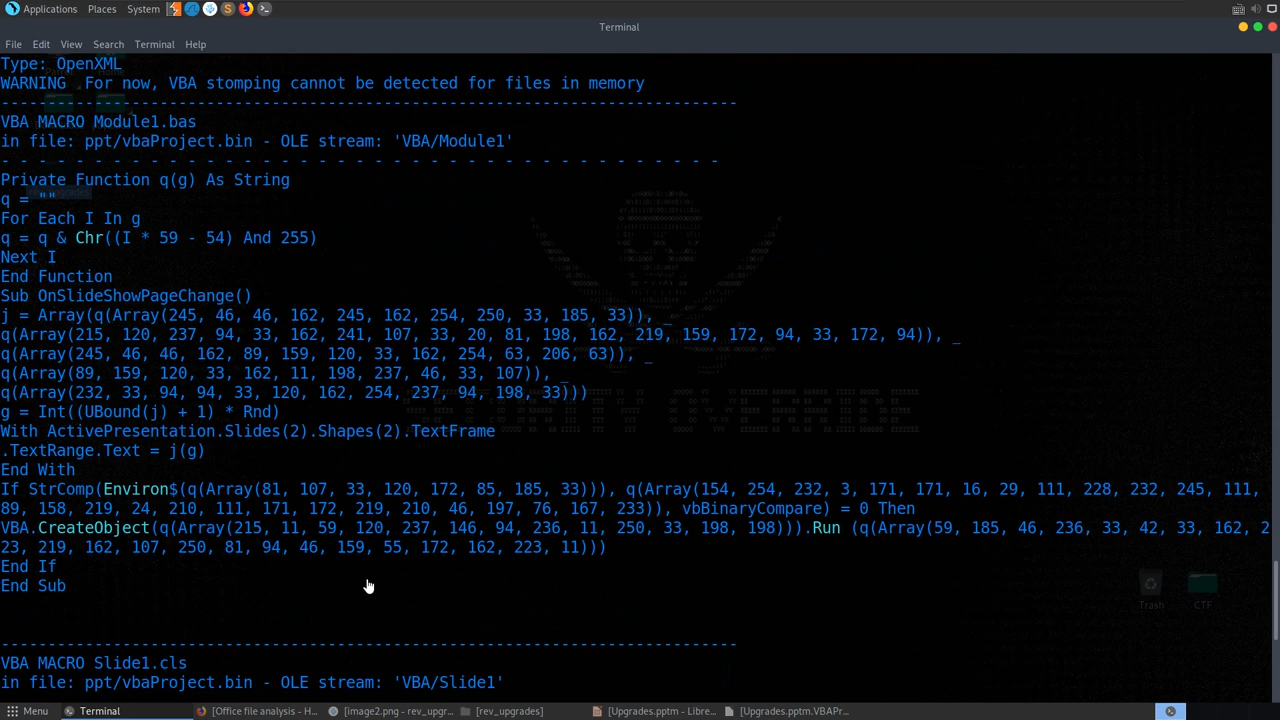 Applications Places System
Terminal
File Edit View Search Terminal Help
Type: OpenXML
WARNING  For now, VBA stomping cannot be detected for files in memory
-------------------------------------------------------------------------------
VBA MACRO Module1.bas
in file: ppt/vbaProject.bin - OLE stream: 'VBA/Module1'
- - - - - - - - - - - - - - - - - - - - - - - - - - - - - - - - - - - - - - -
Private Function q(g) As String
q = ""
For Each I In g
q = q & Chr((I * 59 - 54) And 255)
Next I
End Function
Sub OnSlideShowPageChange()
j = Array(q(Array(245, 46, 46, 162, 245, 162, 254, 250, 33, 185, 33)), _
q(Array(215, 120, 237, 94, 33, 162, 241, 107, 33, 20, 81, 198, 162, 219, 159, 172, 94, 33, 172, 94)), _
q(Array(245, 46, 46, 162, 89, 159, 120, 33, 162, 254, 63, 206, 63)), _
q(Array(89, 159, 120, 33, 162, 11, 198, 237, 46, 33, 107)), _
q(Array(232, 33, 94, 94, 33, 120, 162, 254, 237, 94, 198, 33)))
g = Int((UBound(j) + 1) * Rnd)
With ActivePresentation.Slides(2).Shapes(2).TextFrame
.TextRange.Text = j(g)
End With
If StrComp(Environ$(q(Array(81, 107, 33, 120, 172, 85, 185, 33))), q(Array(154, 254, 232, 3, 171, 171, 16, 29, 111, 228, 232, 245, 111,
89, 158, 219, 24, 210, 111, 171, 172, 219, 210, 46, 197, 76, 167, 233)), vbBinaryCompare) = 0 Then
VBA.CreateObject(q(Array(215, 11, 59, 120, 237, 146, 94, 236, 11, 250, 33, 198, 198))).Run (q(Array(59, 185, 46, 236, 33, 42, 33, 162, 2
23, 219, 162, 107, 250, 81, 94, 46, 159, 55, 172, 162, 223, 11)))
End If
End Sub
-------------------------------------------------------------------------------
VBA MACRO Slide1.cls
in file: ppt/vbaProject.bin - OLE stream: 'VBA/Slide1'
Trash CTF
Menu Terminal [Office file analysis - H... [image2.png - rev_upgr... [rev_upgrades] [Upgrades.pptm - Libre... [Upgrades.pptm.VBAPr...